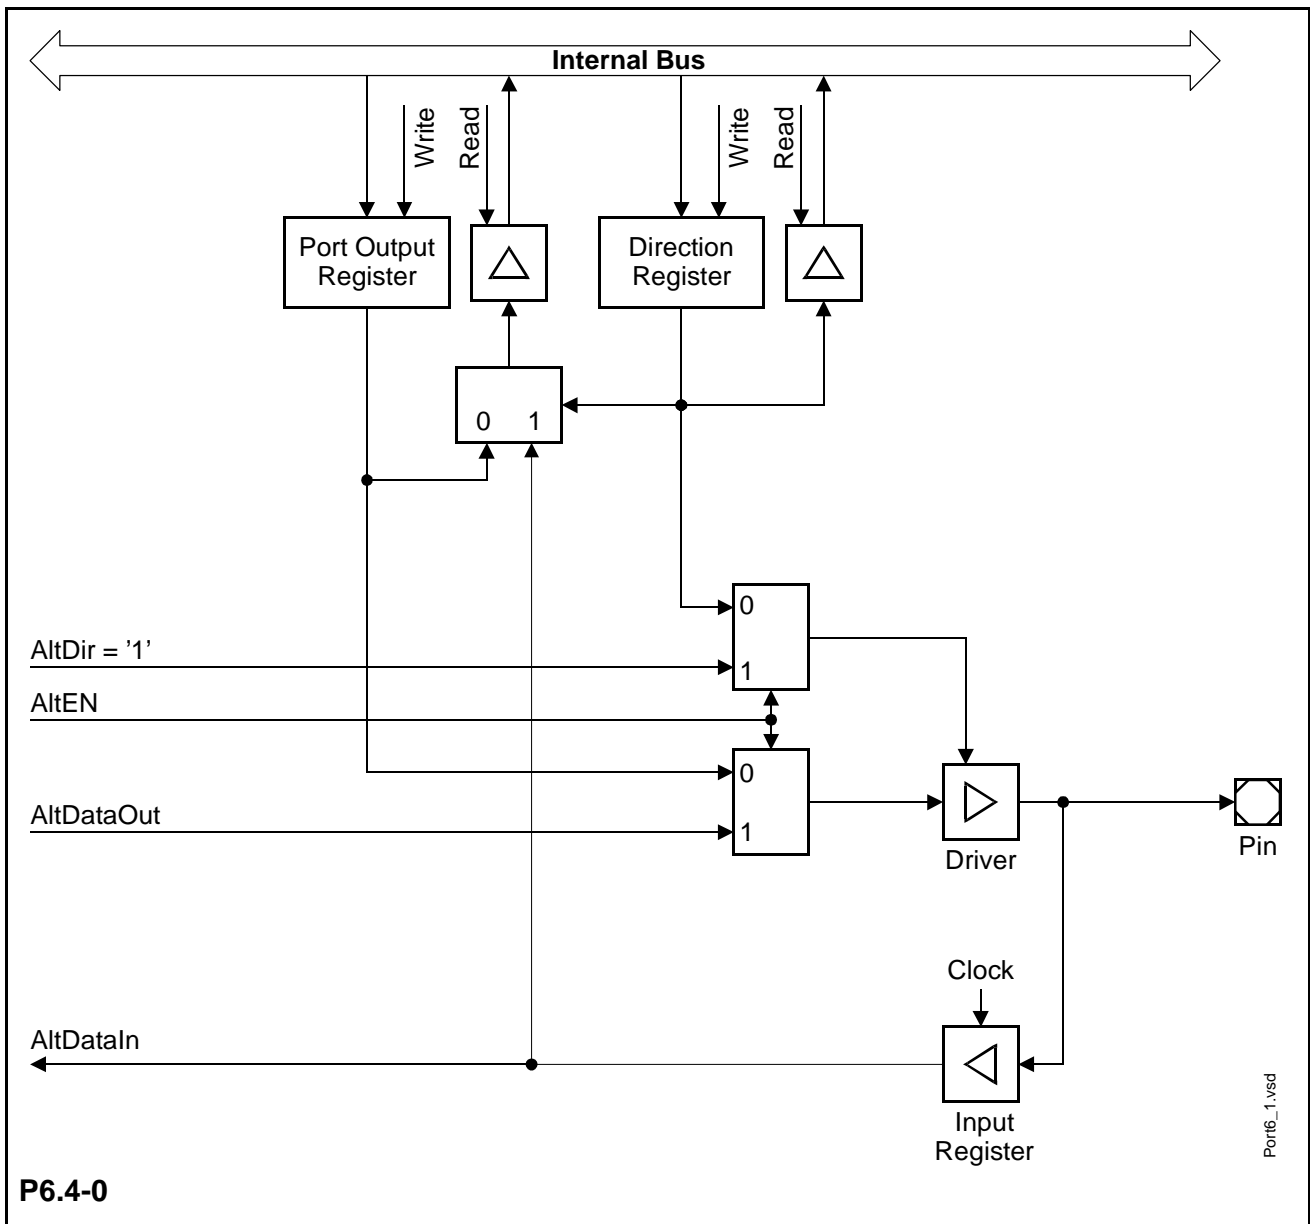 Internal Bus
Write
Read
Write
Read
Port Output
Register
Direction
Register
0 1
0
AltDir = '1'
1
AltEN
0
AltDataOut
1
Driver
Pin
Clock
AltDataIn
Input
Register
Port6_1.vsd
P6.4-0